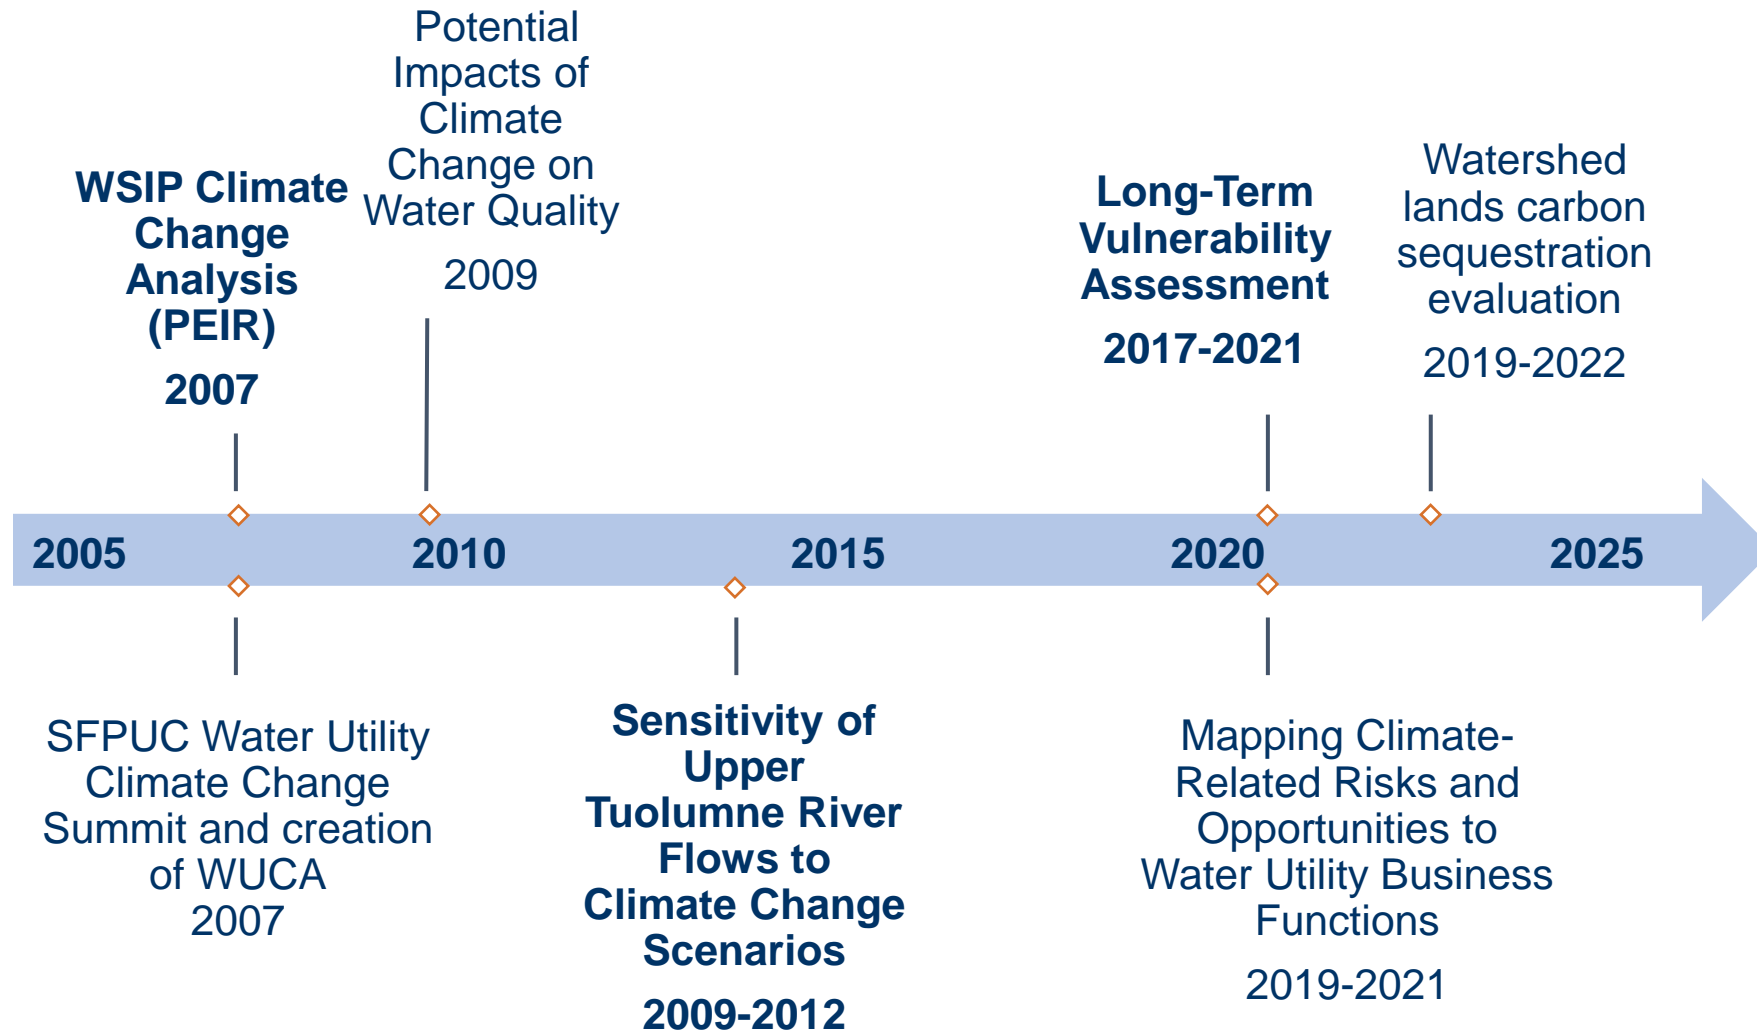 Potential
Impacts of
Climate
Change on
Water Quality
2009
WSIP Climate
Change
Analysis
(PEIR)
2007
Long-Term
Vulnerability
Assessment
2017-2021
Watershed
lands carbon
sequestration
evaluation
2019-2022
2005
2010
2015
2020
2025
SFPUC Water Utility
Climate Change
Summit and creation
of WUCA
2007
Sensitivity of
Upper
Tuolumne River
Flows to
Climate Change
Scenarios
2009-2012
Mapping Climate-
Related Risks and
Opportunities to
Water Utility Business
Functions
2019-2021